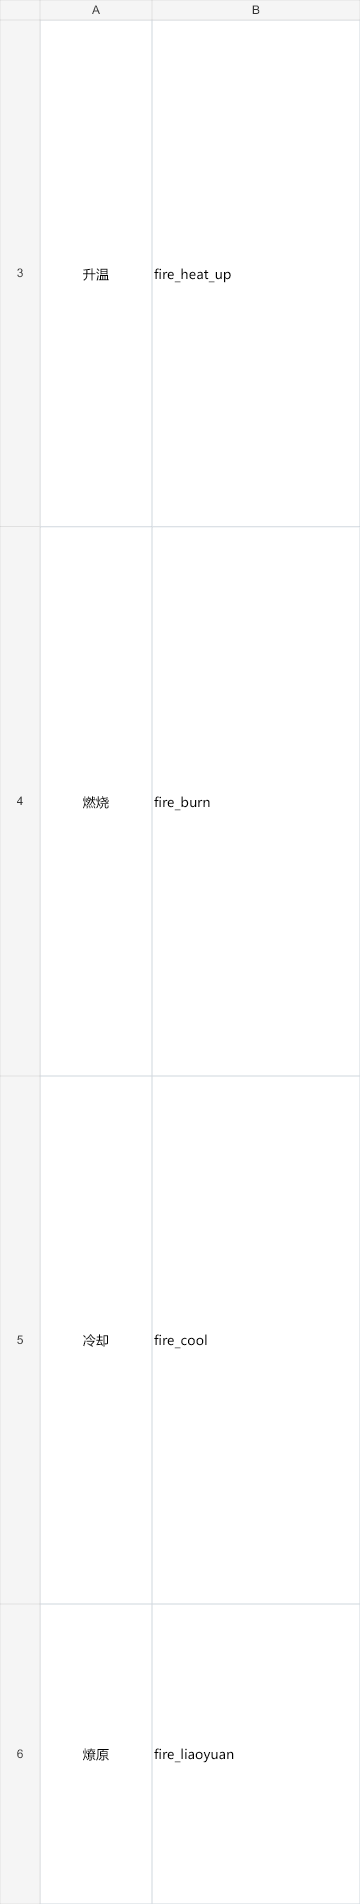 A B
3 升温 fire_heat_up
4 燃烧 fire_burn
5 冷却 fire_cool
6 燎原 fire_liaoyuan